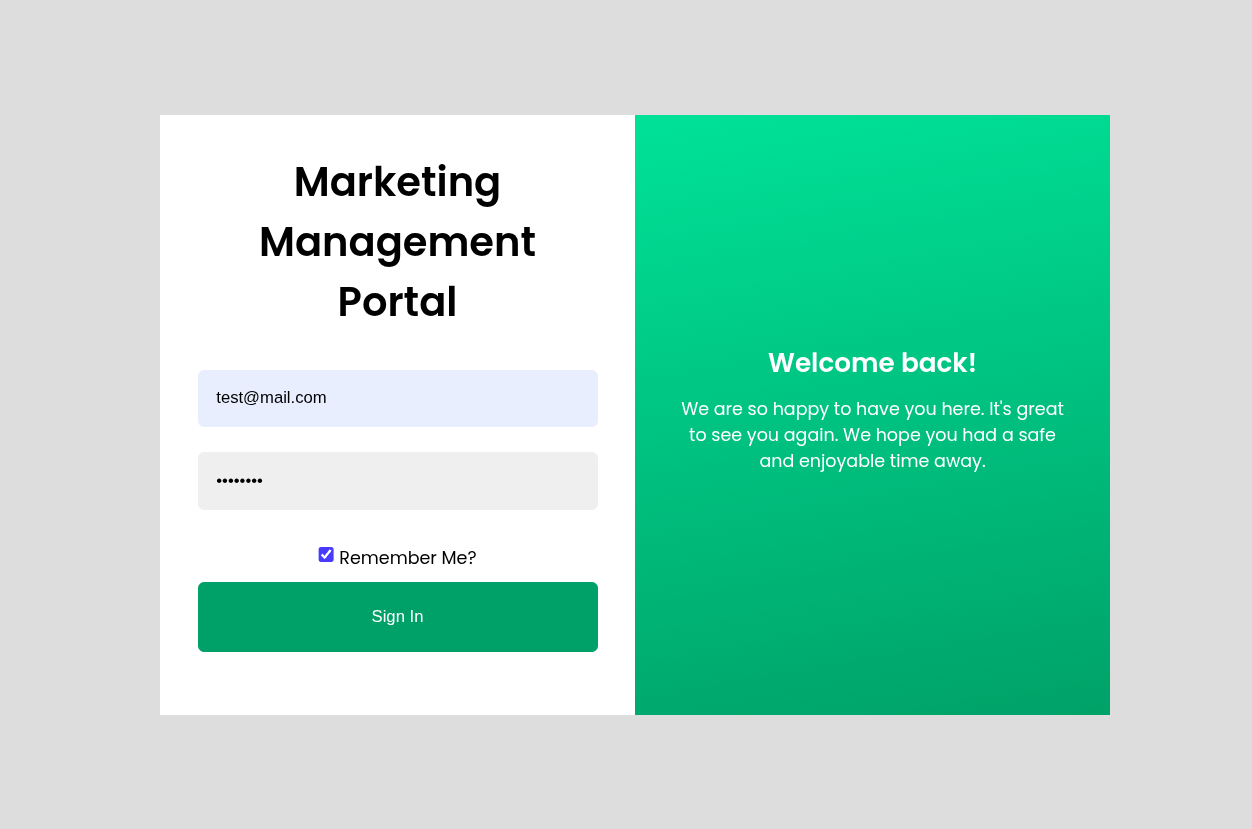 Marketing
Management
Portal
test@mail.com
••••••••
Remember Me?
Sign In
Welcome back!
We are so happy to have you here. It's great
to see you again. We hope you had a safe
and enjoyable time away.